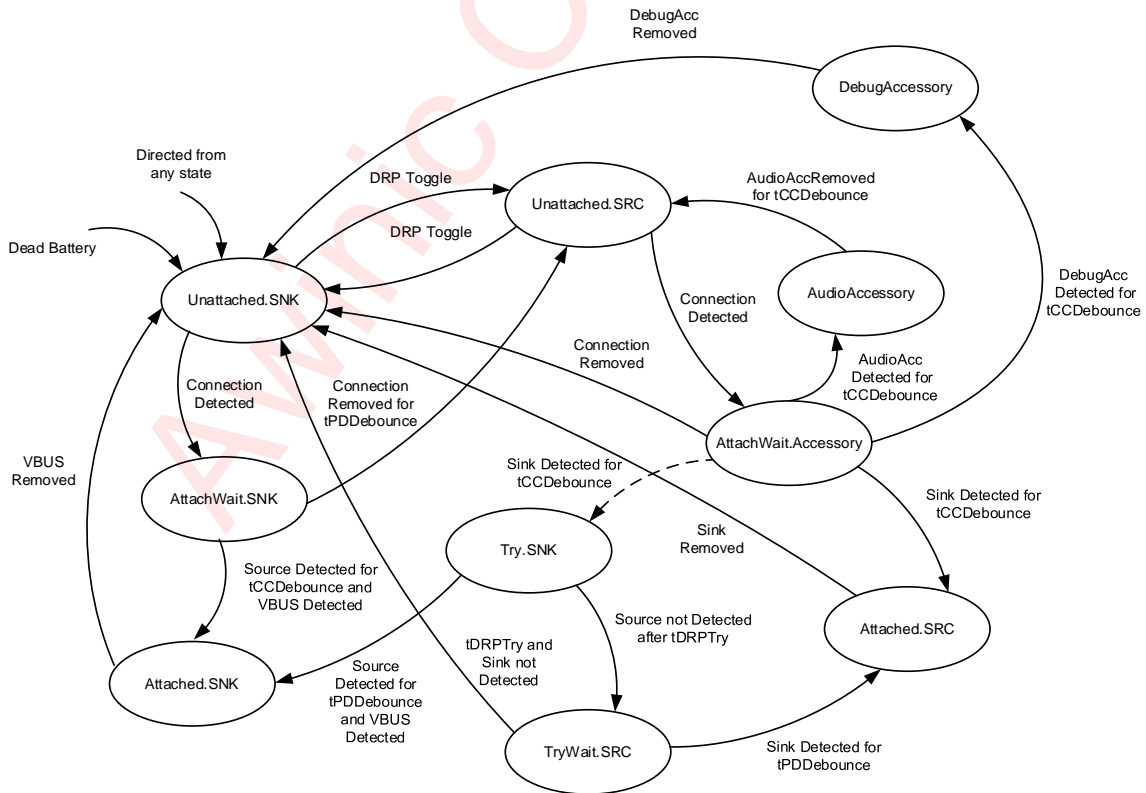 DebugAcc
Removed
DebugAccessory
Directed from
any state
DRP Toggle
Unattached.SRC
AudioAccRemoved
for tCCDebounce
DRP Toggle
Dead Battery
Unattached.SNK
AudioAccessory
DebugAcc
Detected for
tCCDebounce
Connection
Detected
Connection
Removed
AudioAcc
Detected for
tCCDebounce
Connection
Detected
Connection
Removed for
tPDDebounce
AttachWait.Accessory
VBUS
Removed
AttachWait.SNK
Sink Detected for
tCCDebounce
Sink Detected for
tCCDebounce
Try.SNK
Sink
Removed
Source Detected for
tCCDebounce and
VBUS Detected
Source not Detected
after tDRPTry
Attached.SRC
tDRPTry and
Sink not
Detected
Attached.SNK
Source
Detected for
tPDDebounce
and VBUS
Detected
TryWait.SRC
Sink Detected for
tPDDebounce
Awinic C